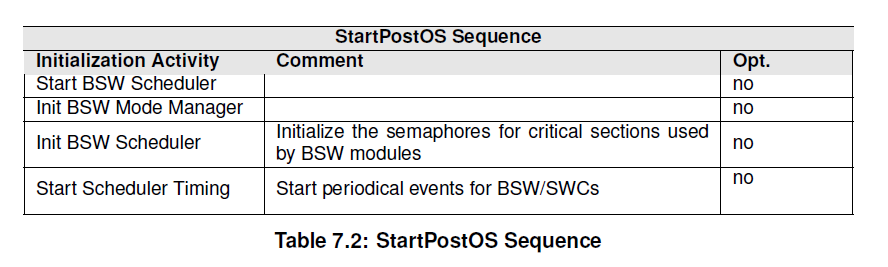 StartPostOS Sequence
Initialization Activity Comment Opt.
Start BSW Scheduler no
Init BSW Mode Manager no
Init BSW Scheduler Initialize the semaphores for critical sections used by BSW modules no
Start Scheduler Timing Start periodical events for BSW/SWCs no
Table 7.2: StartPostOS Sequence